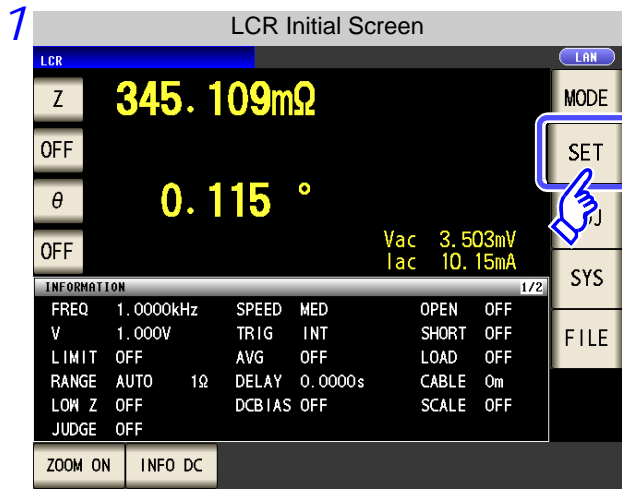 1
LCR Initial Screen
LCR
LAN
Z 345.109mΩ
MODE
OFF
SET
θ 0.115 °
OFF
Vac 3.503mV
Iac 10.15mA
SYS
INFORMATION 1/2
FREQ 1.0000kHz SPEED MED OPEN OFF
V 1.000V TRIG INT SHORT OFF
FILE
LIMIT OFF AVG OFF LOAD OFF
RANGE AUTO 1Ω DELAY 0.0000s CABLE 0m
LOW Z OFF DCBIAS OFF SCALE OFF
JUDGE OFF
ZOOM ON INFO DC